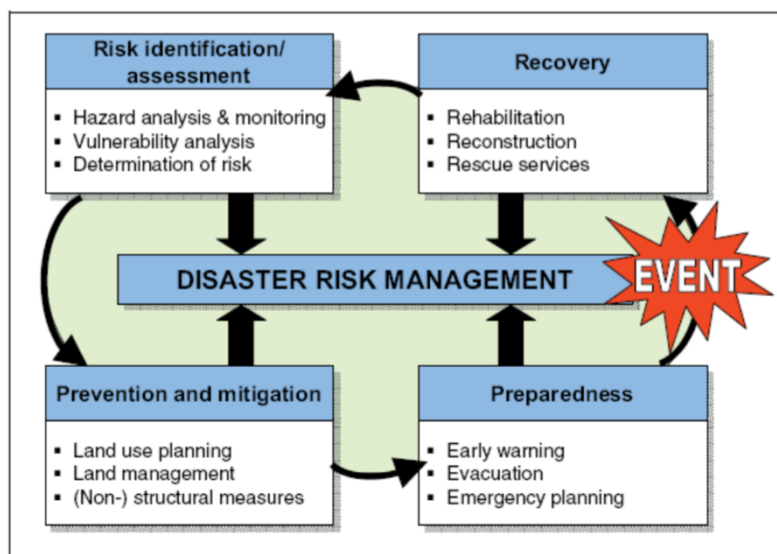 Risk identification/
assessment
▪ Hazard analysis & monitoring
▪ Vulnerability analysis
▪ Determination of risk
Recovery
▪ Rehabilitation
▪ Reconstruction
▪ Rescue services
DISASTER RISK MANAGEMENT
EVENT
Prevention and mitigation
▪ Land use planning
▪ Land management
▪ (Non-) structural measures
Preparedness
▪ Early warning
▪ Evacuation
▪ Emergency planning